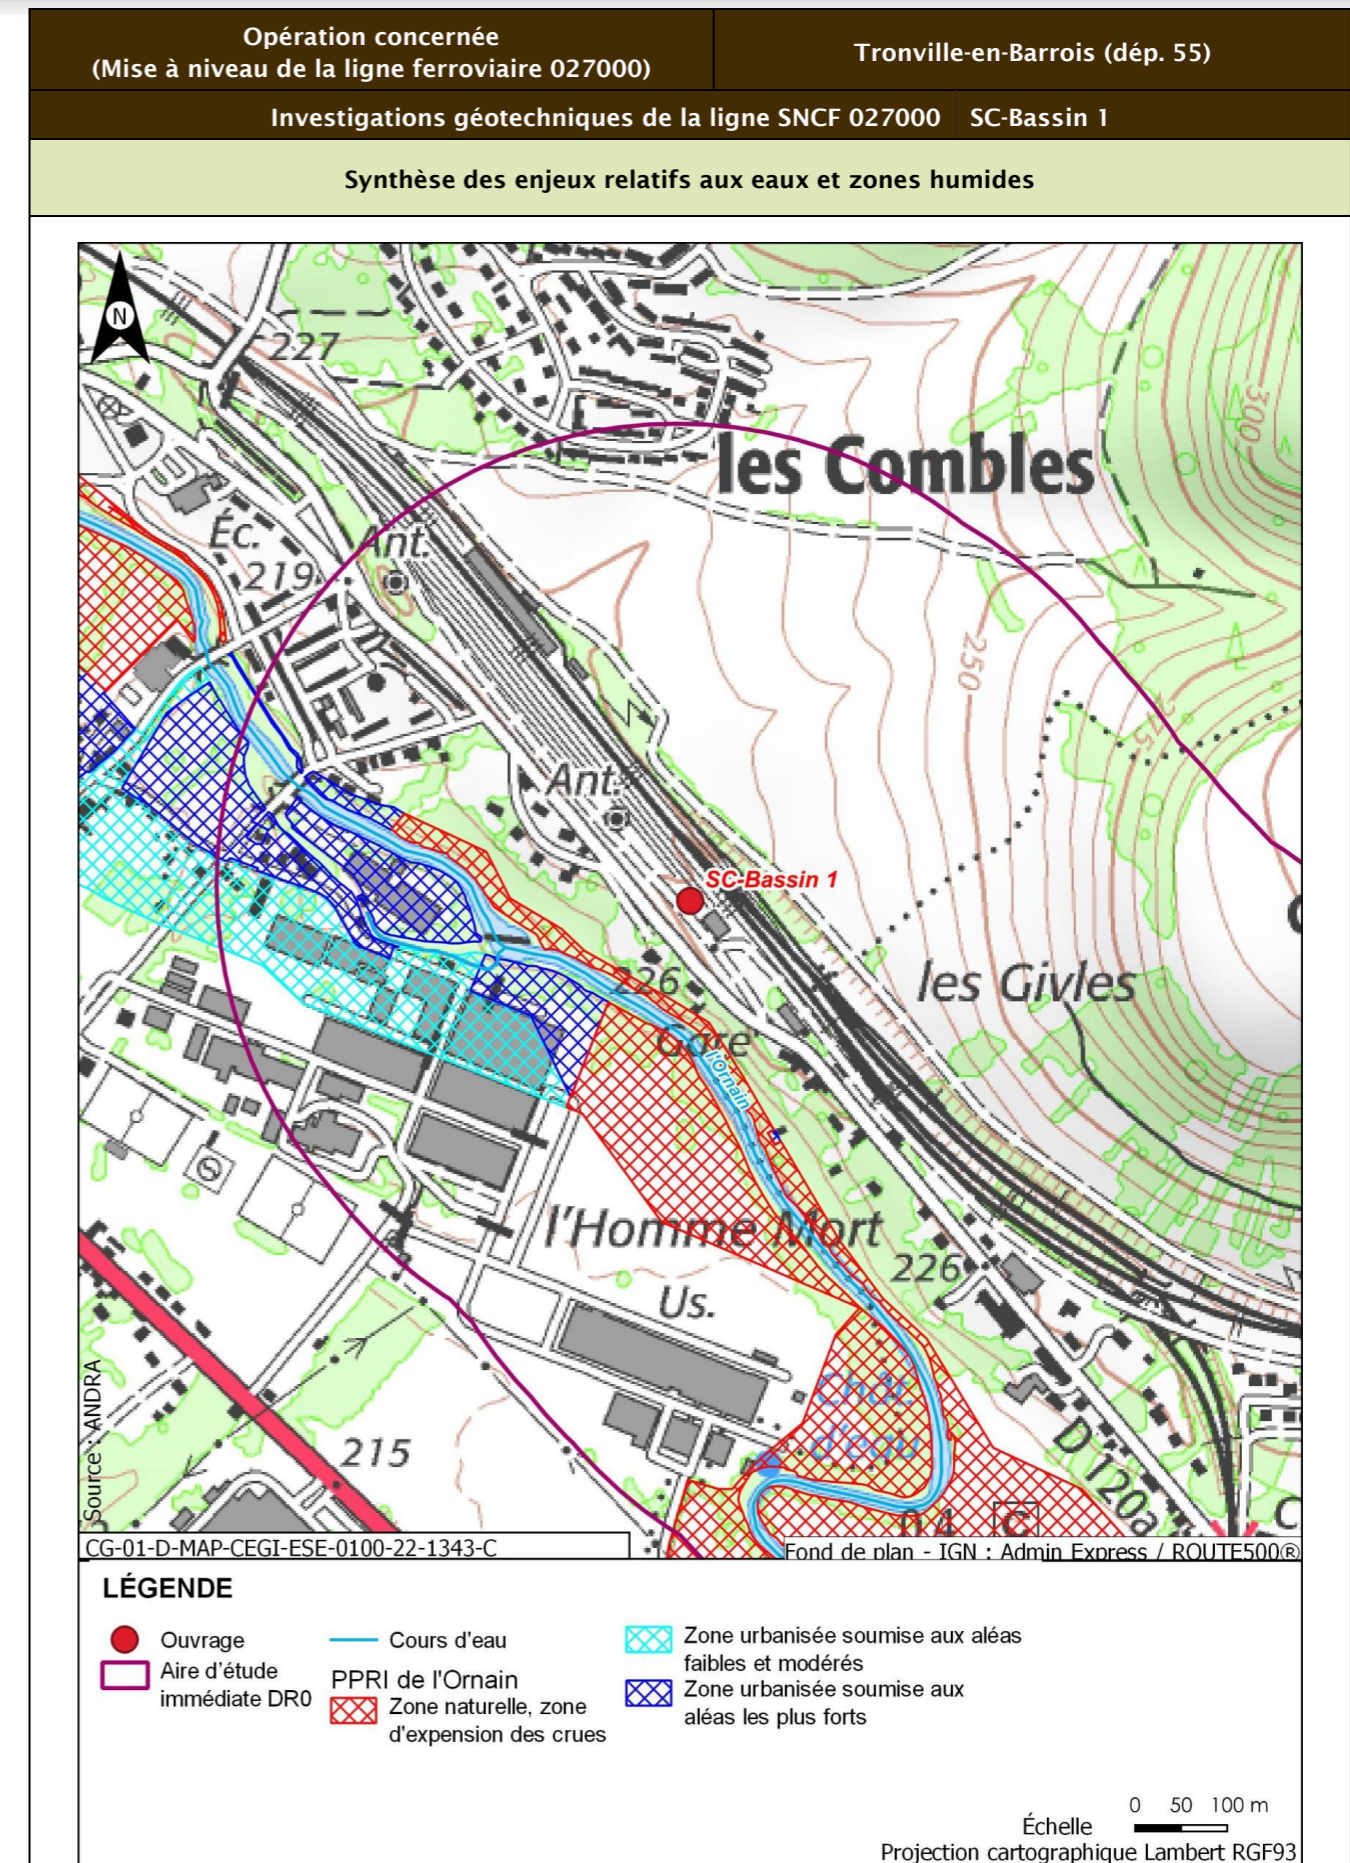 Opération concernée
(Mise à niveau de la ligne ferroviaire 027000)
Tronville-en-Barrois (dép. 55)
Investigations géotechniques de la ligne SNCF 027000
SC-Bassin 1
Synthèse des enjeux relatifs aux eaux et zones humides
N
227
300
les Combles
Éc.
Ant.
219
250
275
Ant.
SC-Bassin 1
les Givles
226
Gare
l'Ornain
l'Homme Mort
226
Us.
Chât.
d'eau
215
D 120a
C
C
Source : ANDRA
CG-01-D-MAP-CEGI-ESE-0100-22-1343-C
Fond de plan - IGN : Admin Express / ROUTE500®
LÉGENDE
Ouvrage
Aire d'étude
immédiate DR0
Cours d'eau
PPRI de l'Ornain
Zone naturelle, zone
d'expension des crues
Zone urbanisée soumise aux aléas
faibles et modérés
Zone urbanisée soumise aux
aléas les plus forts
0 50 100 m
Échelle
Projection cartographique Lambert RGF93